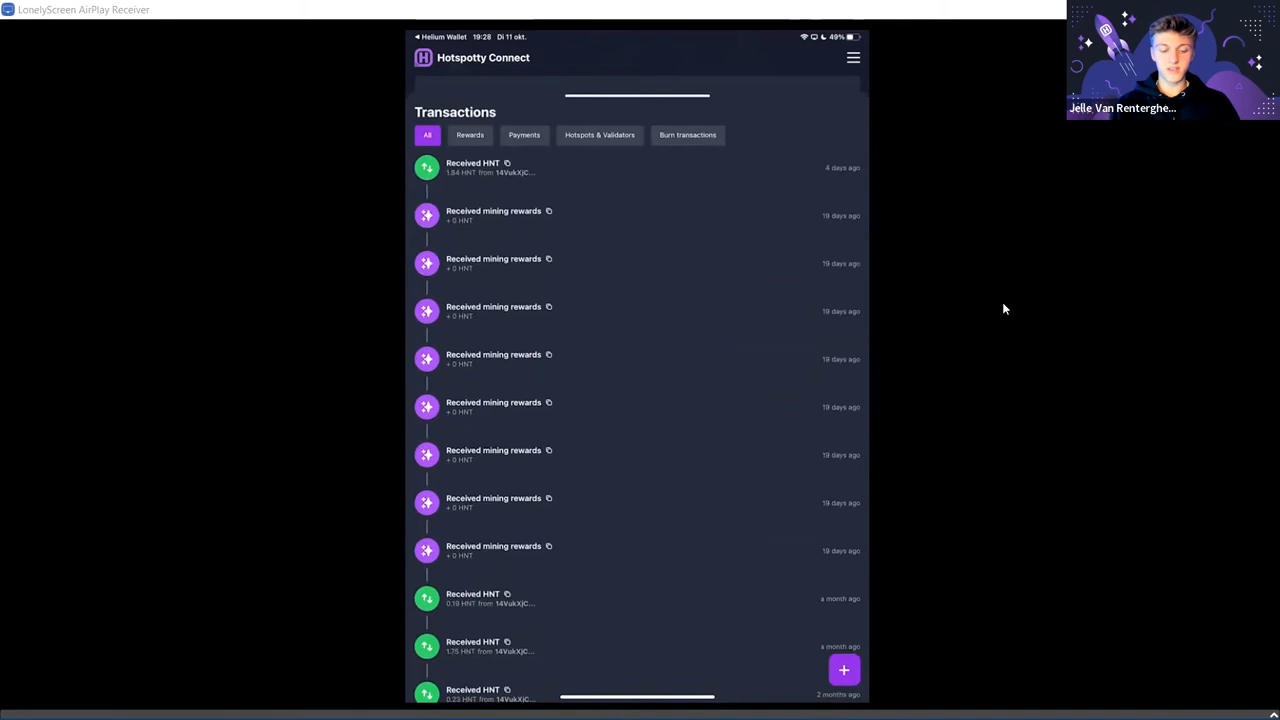 LonelyScreen AirPlay Receiver
Helium Wallet 19:28 Di 11 okt. 49%
Hotspotty Connect
Jelle Van Renterghe...
Transactions
All Rewards Payments Hotspots & Validators Burn transactions
Received HNT
1.84 HNT from 14VukXjC... 4 days ago
Received mining rewards
+ 0 HNT 19 days ago
Received mining rewards
+ 0 HNT 19 days ago
Received mining rewards
+ 0 HNT 19 days ago
Received mining rewards
+ 0 HNT 19 days ago
Received mining rewards
+ 0 HNT 19 days ago
Received mining rewards
+ 0 HNT 19 days ago
Received mining rewards
+ 0 HNT 19 days ago
Received mining rewards
+ 0 HNT 19 days ago
Received HNT
0.19 HNT from 14VukXjC... a month ago
Received HNT
1.75 HNT from 14VukXjC... a month ago
Received HNT
0.23 HNT from 14VukXjC... 2 months ago